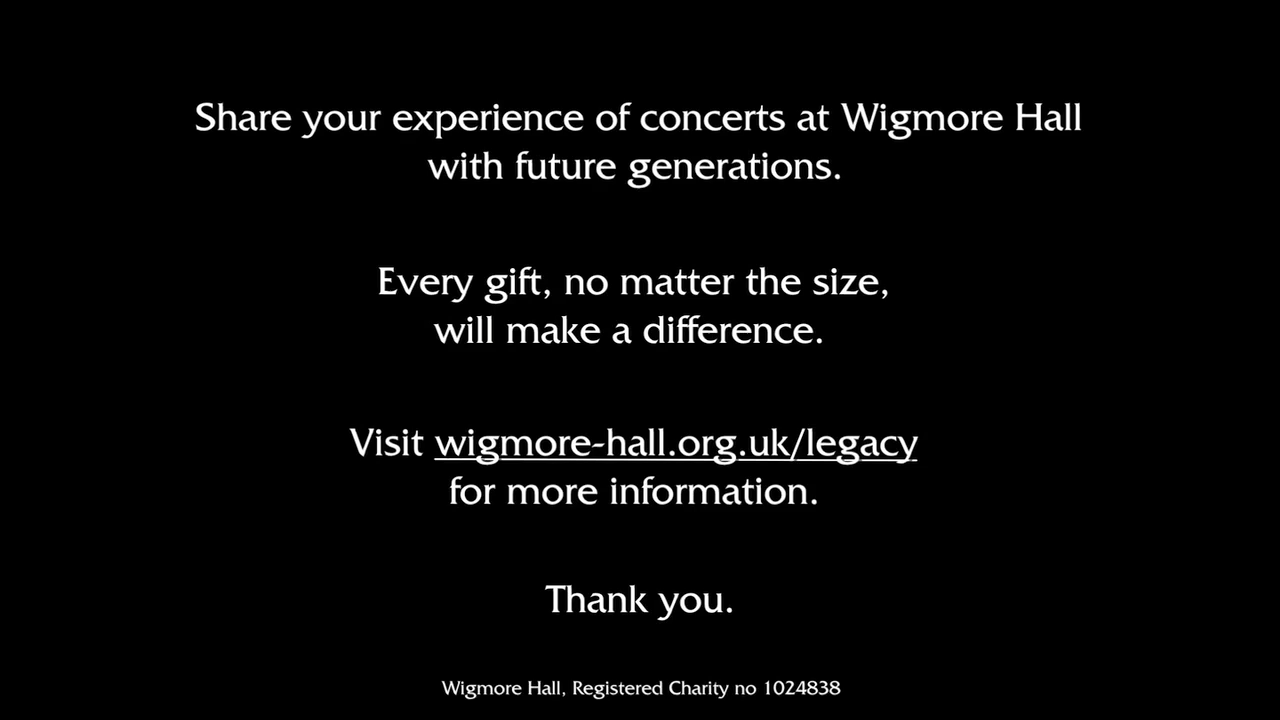 Share your experience of concerts at Wigmore Hall
with future generations.
Every gift, no matter the size,
will make a difference.
Visit wigmore-hall.org.uk/legacy
for more information.
Thank you.
Wigmore Hall, Registered Charity no 1024838